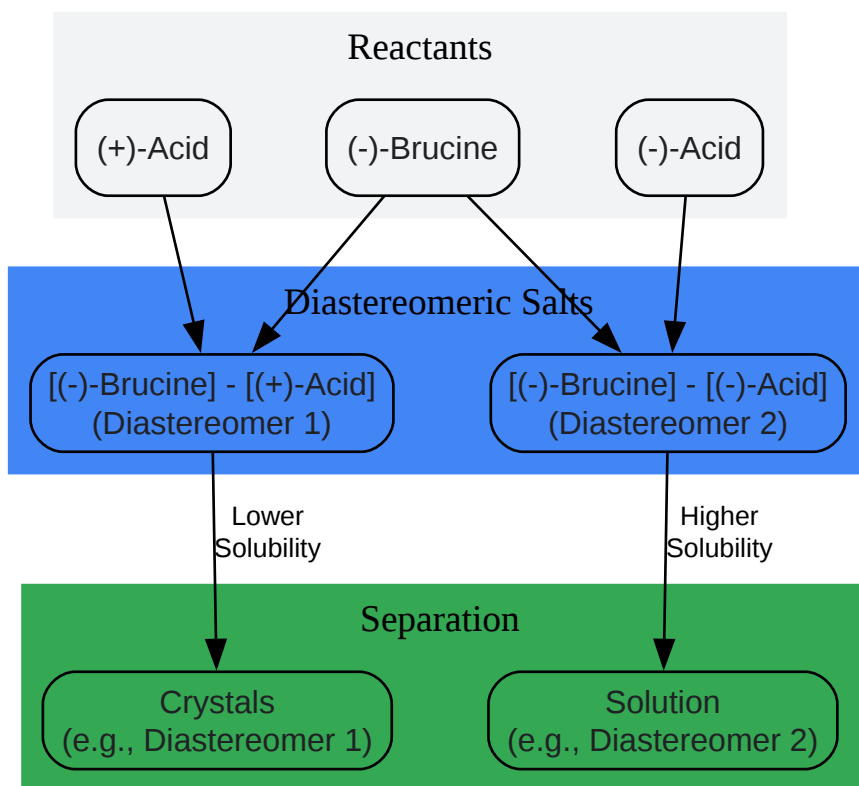 Reactants
(+)-Acid
(-)-Brucine
(-)-Acid
Diastereomeric Salts
[(-)-Brucine] - [(+)-Acid]
(Diastereomer 1)
[(-)-Brucine] - [(-)-Acid]
(Diastereomer 2)
Lower
Solubility
Higher
Solubility
Separation
Crystals
(e.g., Diastereomer 1)
Solution
(e.g., Diastereomer 2)